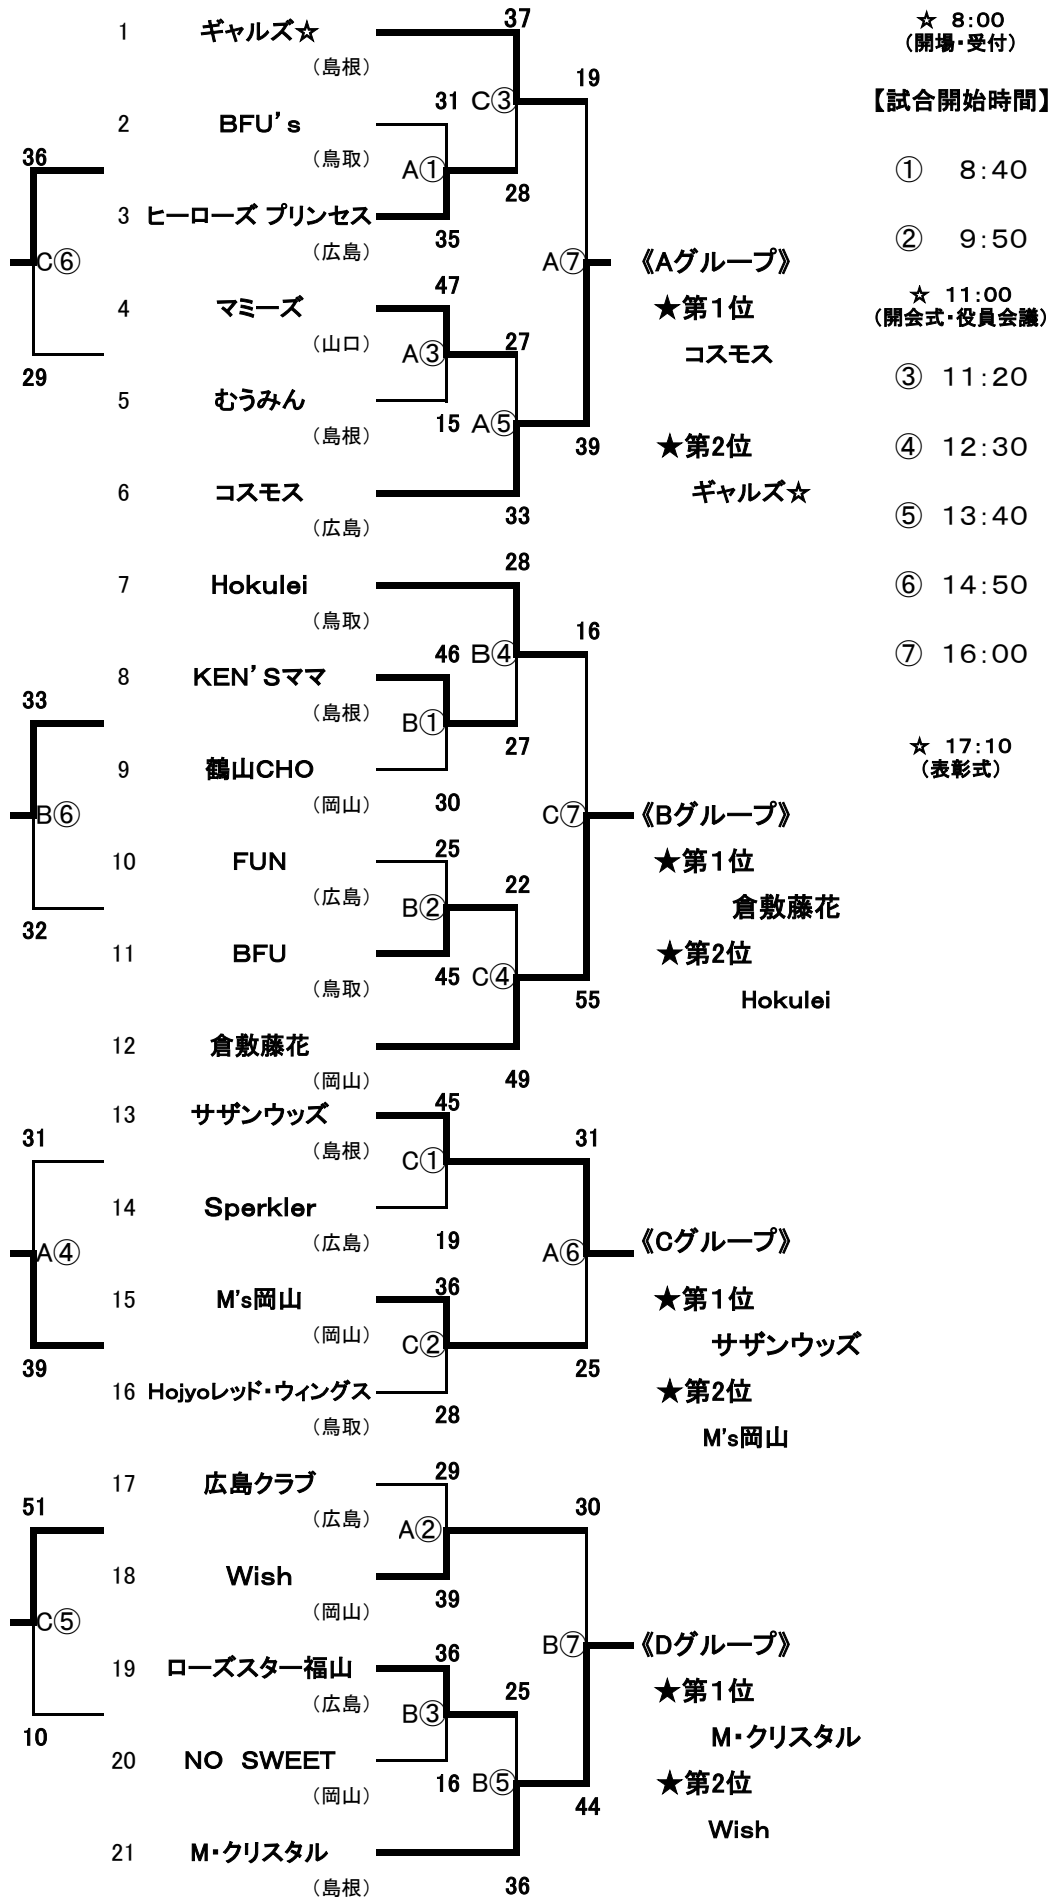 37
1 ギャルズ☆
☆ 8:00
(開場・受付)
(島根)
19
【試合開始時間】
31 C③
2 BFU's
(鳥取)
36
A①
① 8:40
28
3 ヒーローズ プリンセス
35
② 9:50
(広島)
C⑥
A⑦
《Aグループ》
47
☆ 11:00
(開会式・役員会議)
4 マミーズ
★第1位
(山口)
27
A③
コスモス
29
③ 11:20
5 むうみん
15 A⑤
(島根)
39
★第2位
④ 12:30
6 コスモス
ギャルズ☆
33
(広島)
⑤ 13:40
28
7 Hokulei
⑥ 14:50
(鳥取)
16
46 B④
⑦ 16:00
8 KEN'Sママ
33
(島根)
B①
27
☆ 17:10
(表彰式)
9 鶴山CHO
30
(岡山)
B⑥
C⑦
《Bグループ》
25
10 FUN
★第1位
22
(広島)
B②
倉敷藤花
32
11 BFU
★第2位
45 C④
(鳥取)
55
Hokulei
12 倉敷藤花
49
(岡山)
45
13 サザンウッズ
31
31
(島根)
C①
14 Sperkler
19
(広島)
A④
A⑥
《Cグループ》
36
15 M's岡山
★第1位
(岡山)
C②
サザンウッズ
39
25
16 Hojyoレッド・ウィングス
★第2位
28
(鳥取)
M's岡山
29
17 広島クラブ
51
30
(広島)
A②
18 Wish
39
(岡山)
C⑤
B⑦
《Dグループ》
36
19 ローズスター福山
★第1位
25
(広島)
B③
10
M・クリスタル
20 NO SWEET
16 B⑤
★第2位
(岡山)
44
Wish
21 M・クリスタル
36
(島根)